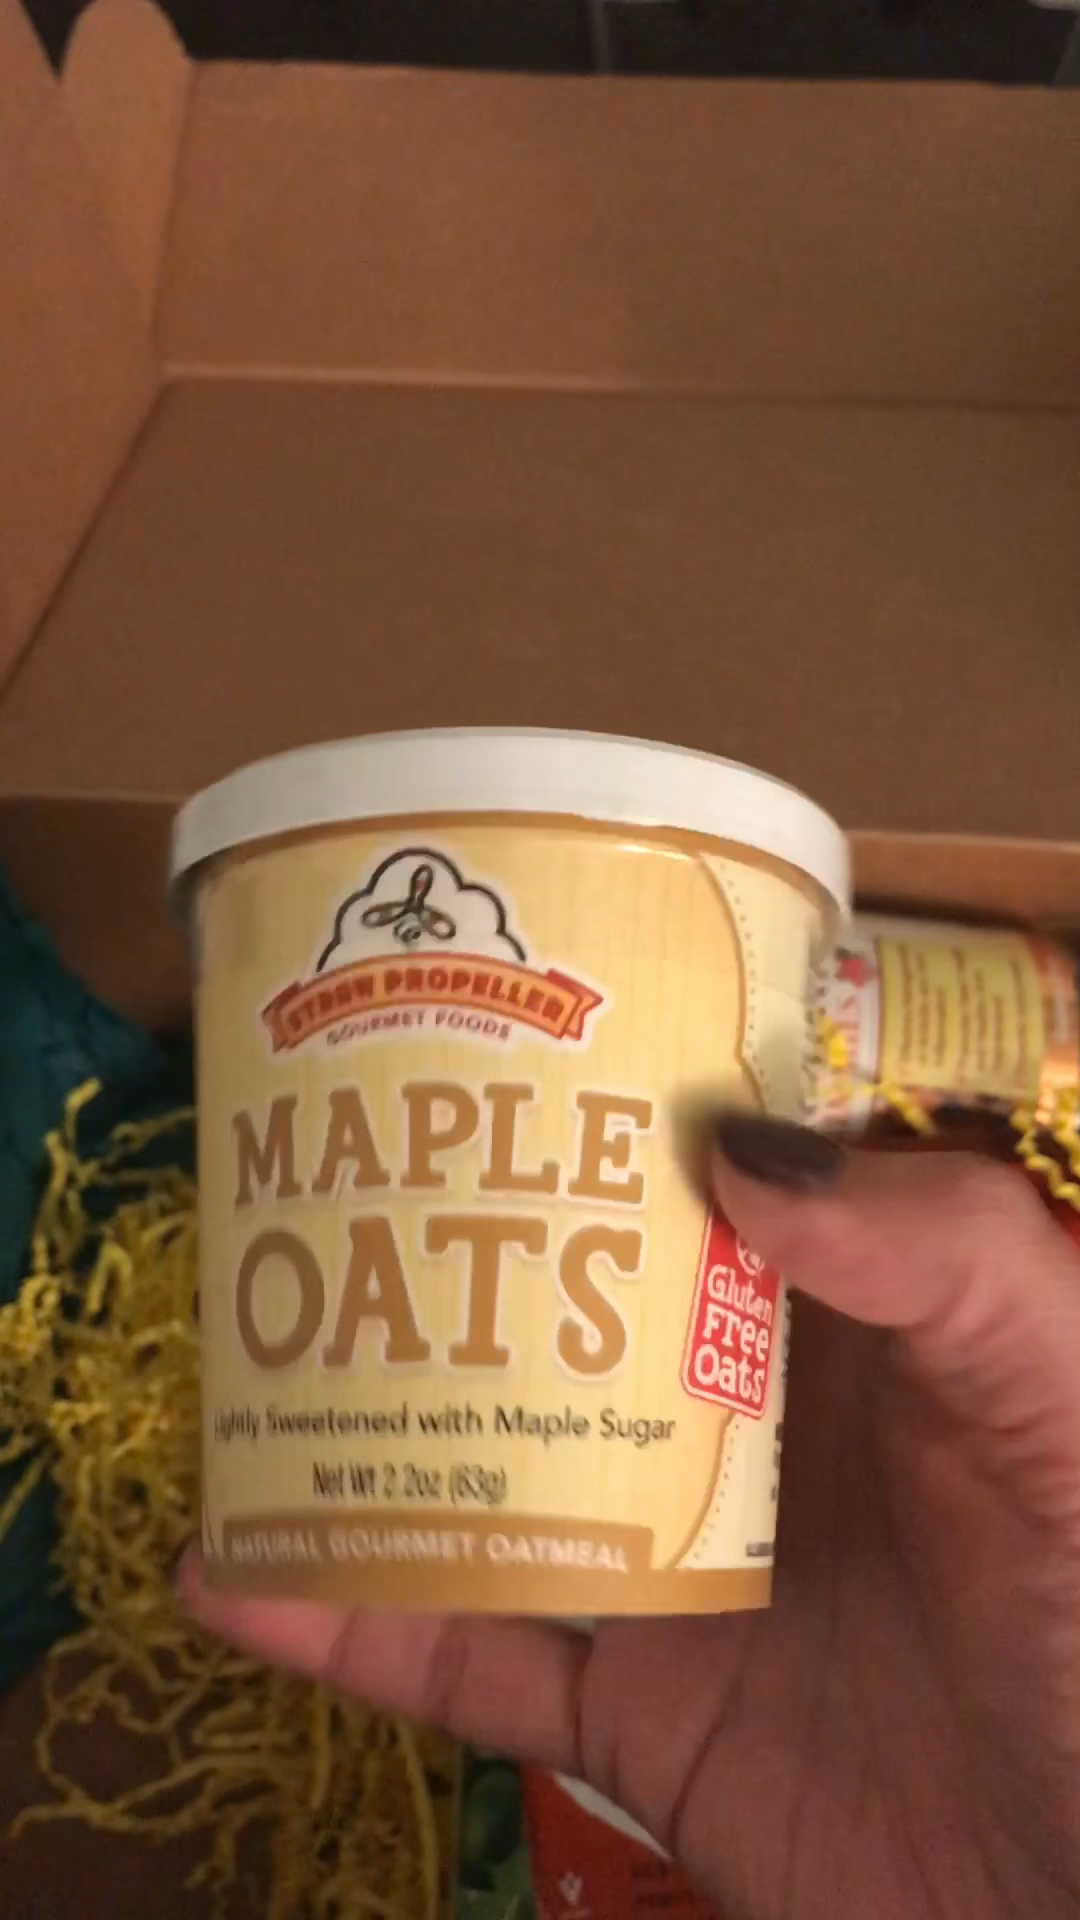 STRAW PROPELLER
GOURMET FOODS
MAPLE
OATS
Lightly Sweetened with Maple Sugar
Net Wt 2.2oz (63g)
NATURAL GOURMET OATMEAL
Gluten
Free
Oats